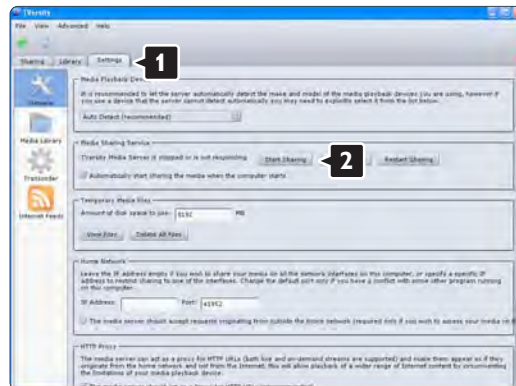 TVersity
File View Advanced Help
Sharing Library Settings
1
General
Media Library
Transcoder
Internet Feeds
Media Playback Device
It is recommended to let the server automatically detect the make and model of the media playback devices you are using, however if
you use a device that the server cannot detect automatically you may need to explicitly select it from the list below.
Auto Detect (recommended)
Media Sharing Service
TVersity Media Server is stopped or is not responding. Start Sharing 2 Restart Sharing
Automatically start sharing the media when the computer starts.
Temporary Media Files
Amount of disk space to use: 8192 MB
View Files Delete All Files
Home Network
Leave the IP address empty if you wish to share your media on all the network interfaces on this computer, or specify a specific IP
address to restrict sharing to one of the interfaces. Change the default port only if you have a conflict with some other program running
on this computer.
IP Address: Port: 41952
The media server should accept requests originating from outside the home network (required only if you wish to access your media on th
HTTP Proxy
The media server can act as a proxy for HTTP URLs (both live and on-demand streams are supported) and make them appear as if they
originate from the home network and not from the Internet, this will allow playback of a wider range of Internet content by circumventing
the limitations of your media playback device.